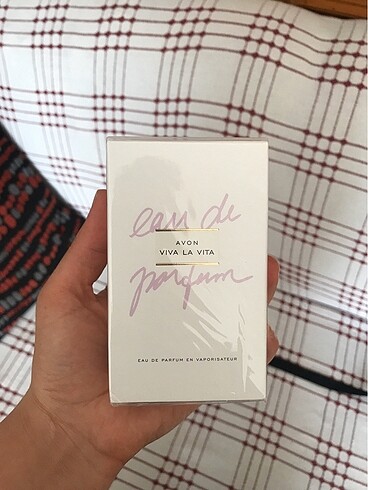 eau de
AVON
VIVA LA VITA
parfum
EAU DE PARFUM EN VAPORISATEUR